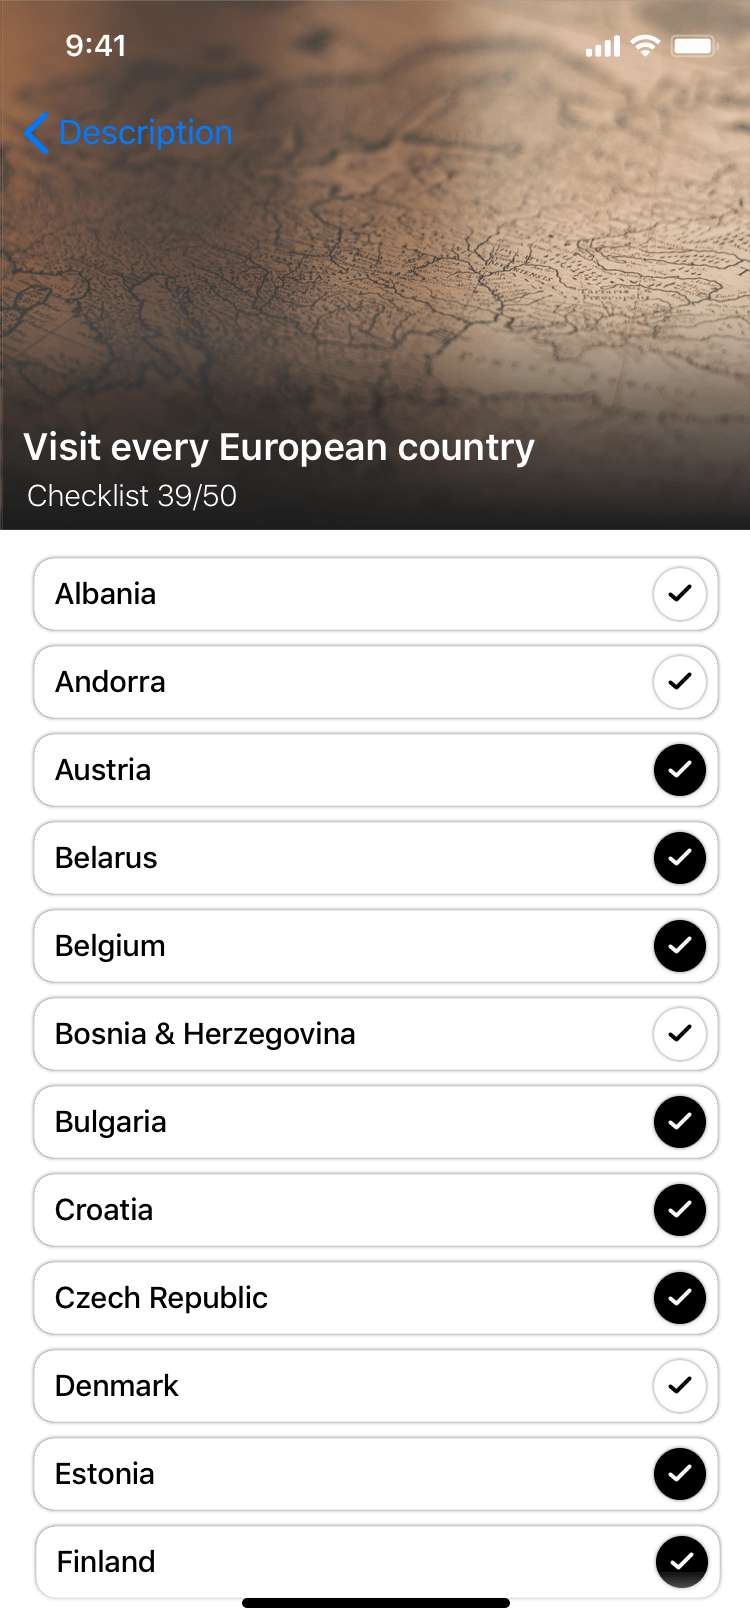 9:41
Description
Visit every European country
Checklist 39/50
Albania
Andorra
Austria
Belarus
Belgium
Bosnia & Herzegovina
Bulgaria
Croatia
Czech Republic
Denmark
Estonia
Finland